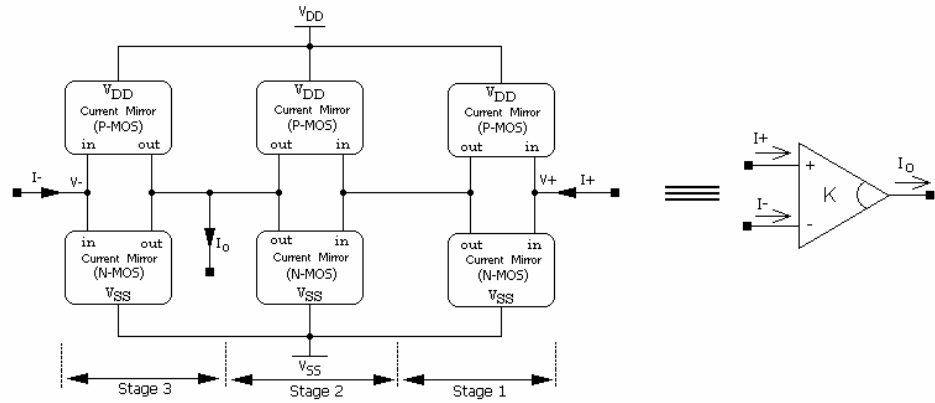 VDD
VDD VDD VDD
Current Mirror Current Mirror Current Mirror
(P-MOS) (P-MOS) (P-MOS)
in out out in out in
I- V- V+ I+
in out out in out in
IO
Current Mirror Current Mirror Current Mirror
(N-MOS) (N-MOS) (N-MOS)
VSS VSS VSS
VSS
Stage 3 Stage 2 Stage 1
I+
+
IO
K
I-
-